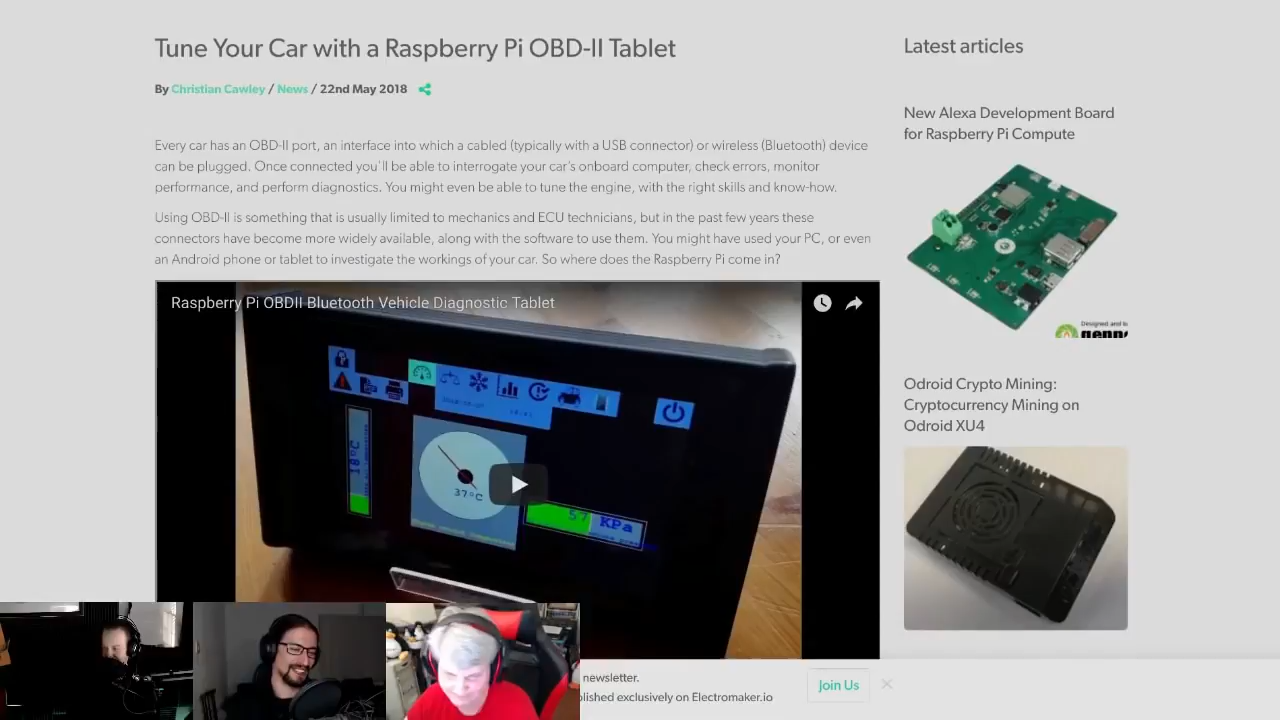 Tune Your Car with a Raspberry Pi OBD-II Tablet
By Christian Cawley / News / 22nd May 2018
Every car has an OBD-II port, an interface into which a cabled (typically with a USB connector) or wireless (Bluetooth) device
can be plugged. Once connected you'll be able to interrogate your car's onboard computer, check errors, monitor
performance, and perform diagnostics. You might even be able to tune the engine, with the right skills and know-how.
Using OBD-II is something that is usually limited to mechanics and ECU technicians, but in the past few years these
connectors have become more widely available, along with the software to use them. You might have used your PC, or even
an Android phone or tablet to investigate the workings of your car. So where does the Raspberry Pi come in?
Raspberry Pi OBDII Bluetooth Vehicle Diagnostic Tablet
18°C
37°C
57 KPa
Latest articles
New Alexa Development Board
for Raspberry Pi Compute
Designed and
Odroid Crypto Mining:
Cryptocurrency Mining on
Odroid XU4
newsletter.
blished exclusively on Electromaker.io
Join Us